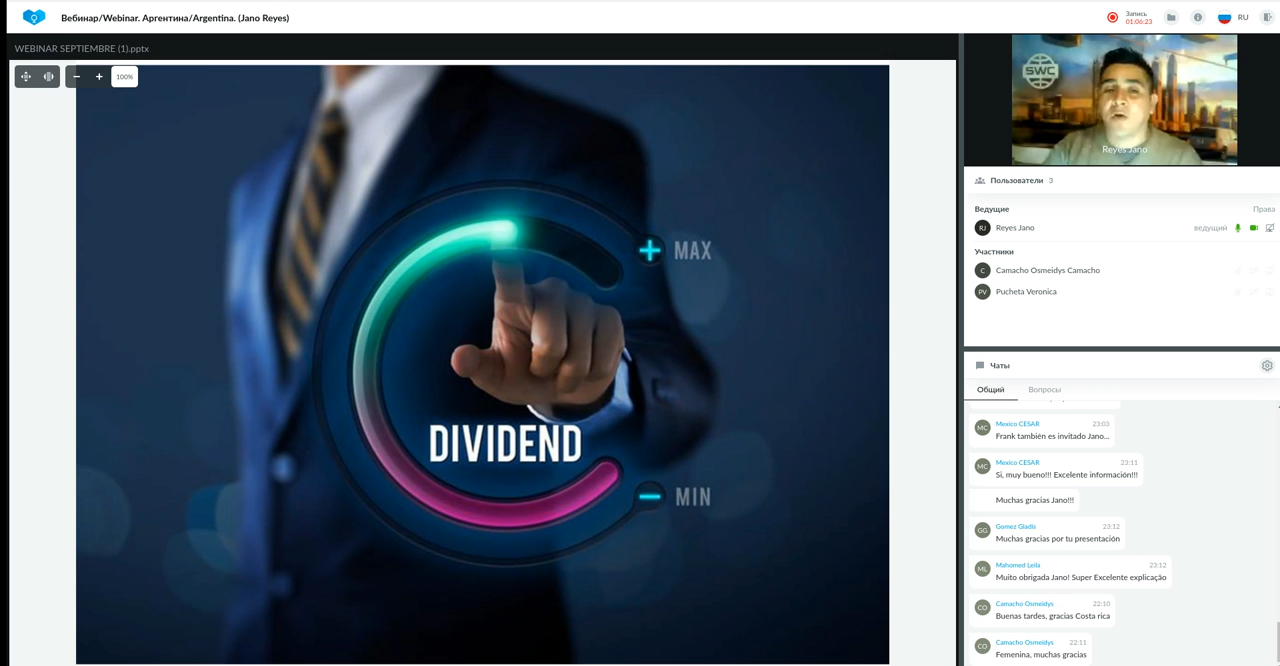 Вебинар/Webinar. Аргентина/Argentina. (Jano Reyes)
Запись
01:06:23
RU
WEBINAR SEPTIEMBRE (1).pptx
100%
MAX
DIVIDEND
MIN
SWC
Reyes Jano
Пользователи 3
Ведущие Права
RJ Reyes Jano ведущий
Участники
C Camacho Osmeidys Camacho
PV Pucheta Veronica
Чаты
Общий Вопросы
MC Mexico CESAR 23:03
Frank también es invitado Jano...
MC Mexico CESAR 23:11
Si, muy bueno!!! Excelente información!!!
Muchas gracias Jano!!!
GG Gomez Gladis 23:12
Muchas gracias por tu presentación
ML Mahomed Leila 23:12
Muito obrigada Jano! Super Excelente explicação
CO Camacho Osmeidys 22:10
Buenas tardes, gracias Costa rica
CO Camacho Osmeidys 22:11
Femenina, muchas gracias